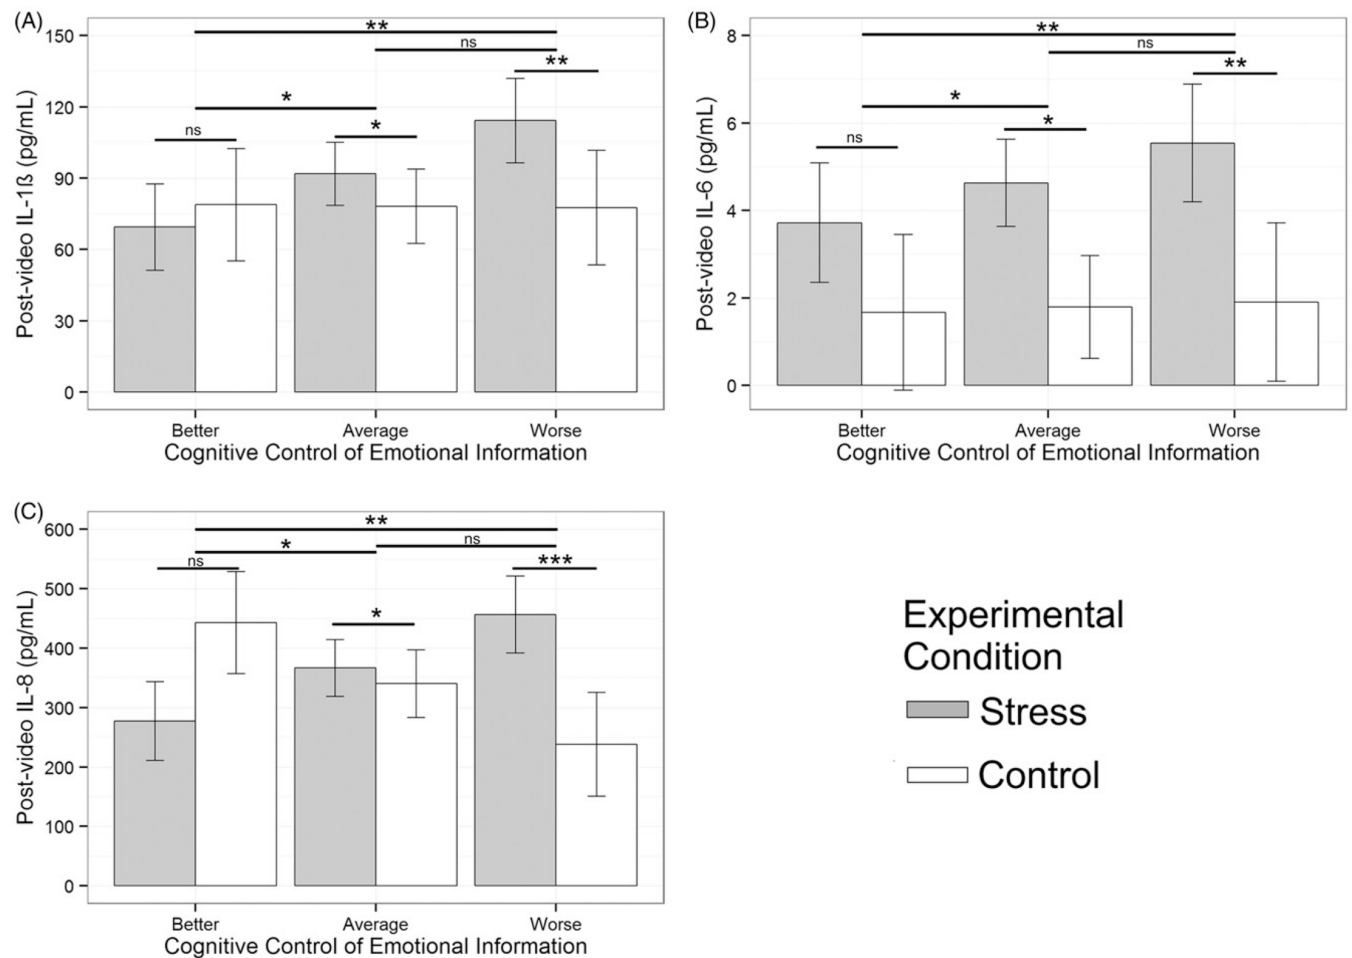 (A)
Post-video IL-1ß (pg/mL)
150
120
90
60
30
0
**
ns
**
*
*
ns
Better
Average
Worse
Cognitive Control of Emotional Information
(B)
Post-video IL-6 (pg/mL)
8
6
4
2
0
**
ns
**
*
*
ns
Better
Average
Worse
Cognitive Control of Emotional Information
(C)
Post-video IL-8 (pg/mL)
600
500
400
300
200
100
0
**
ns
*
***
ns
*
Better
Average
Worse
Cognitive Control of Emotional Information
Experimental
Condition
Stress
Control